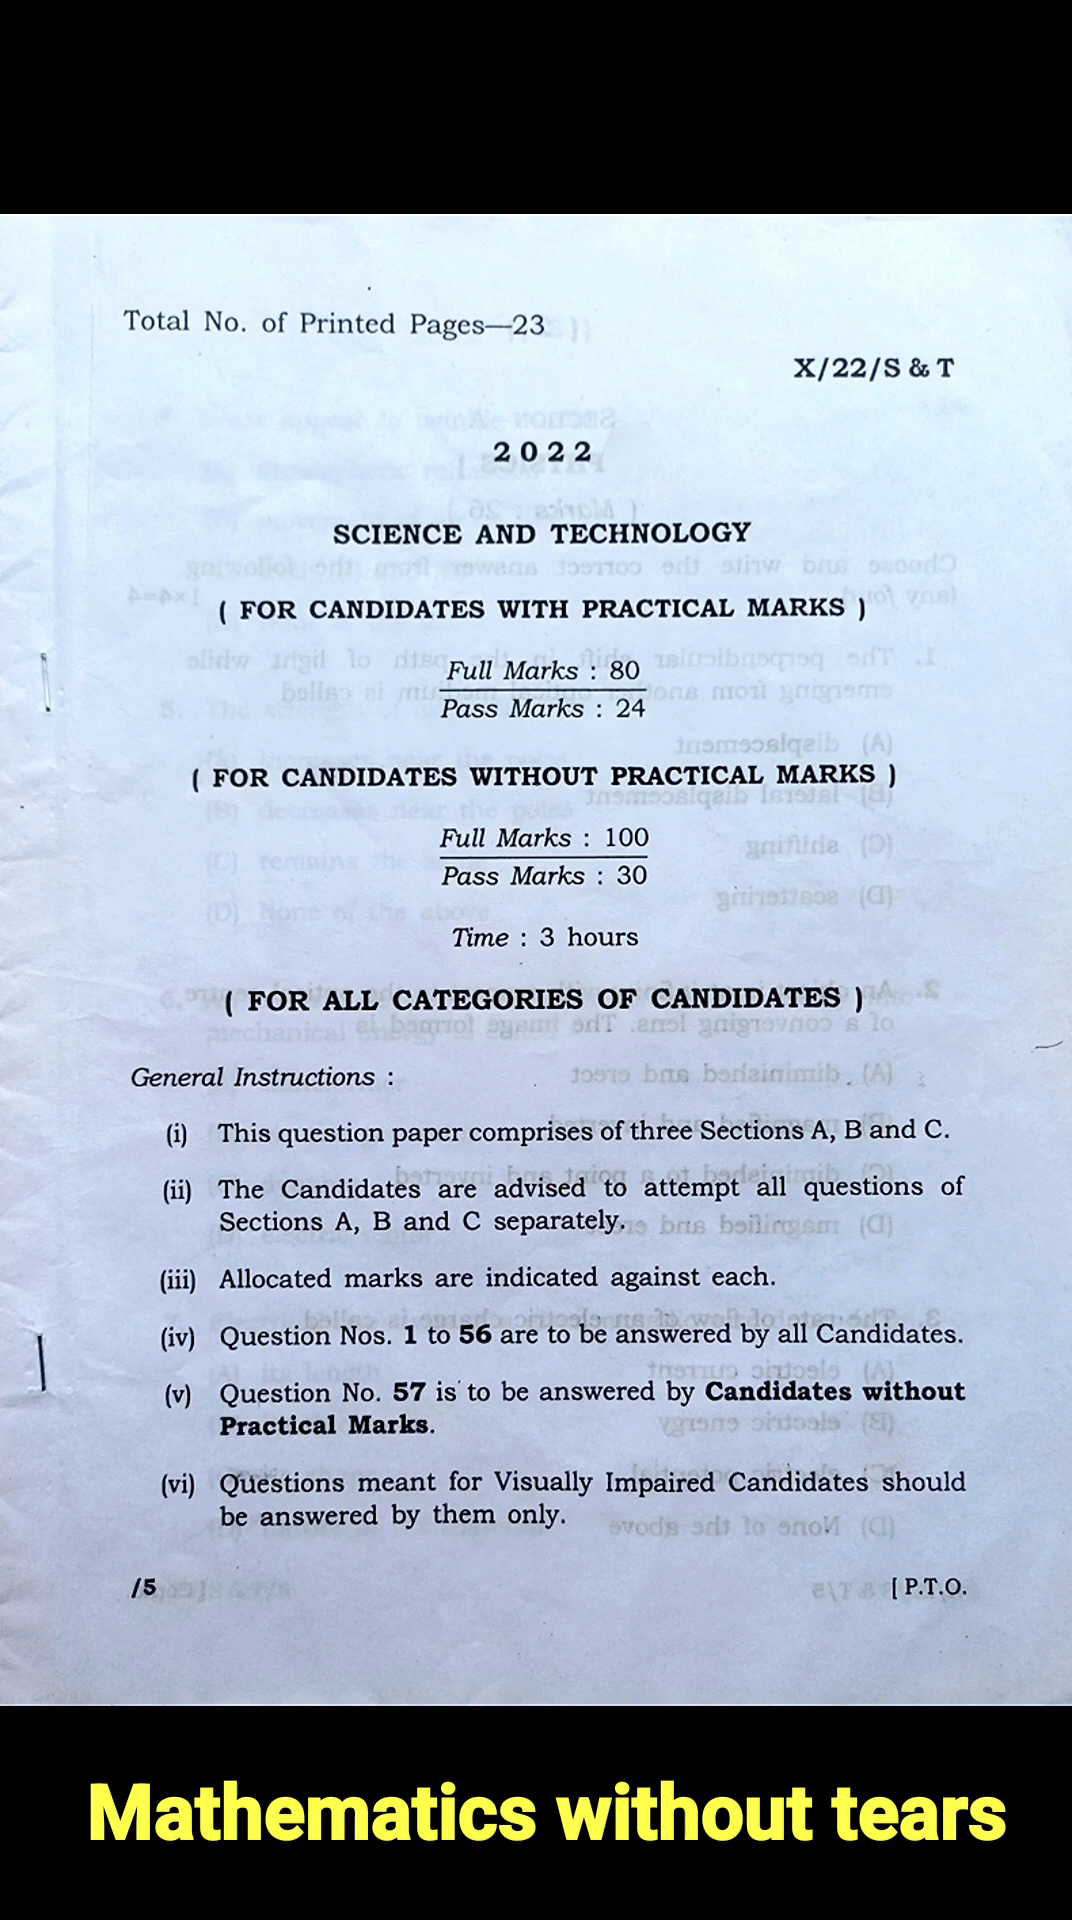 Total No. of Printed Pages—23
X/22/S & T
2022
SCIENCE AND TECHNOLOGY
( FOR CANDIDATES WITH PRACTICAL MARKS )
Full Marks : 80
Pass Marks : 24
( FOR CANDIDATES WITHOUT PRACTICAL MARKS )
Full Marks : 100
Pass Marks : 30
Time : 3 hours
( FOR ALL CATEGORIES OF CANDIDATES )
General Instructions :
(i) This question paper comprises of three Sections A, B and C.
(ii) The Candidates are advised to attempt all questions of
Sections A, B and C separately.
(iii) Allocated marks are indicated against each.
(iv) Question Nos. 1 to 56 are to be answered by all Candidates.
(v) Question No. 57 is to be answered by Candidates without
Practical Marks.
(vi) Questions meant for Visually Impaired Candidates should
be answered by them only.
/5
[ P.T.O.
Mathematics without tears